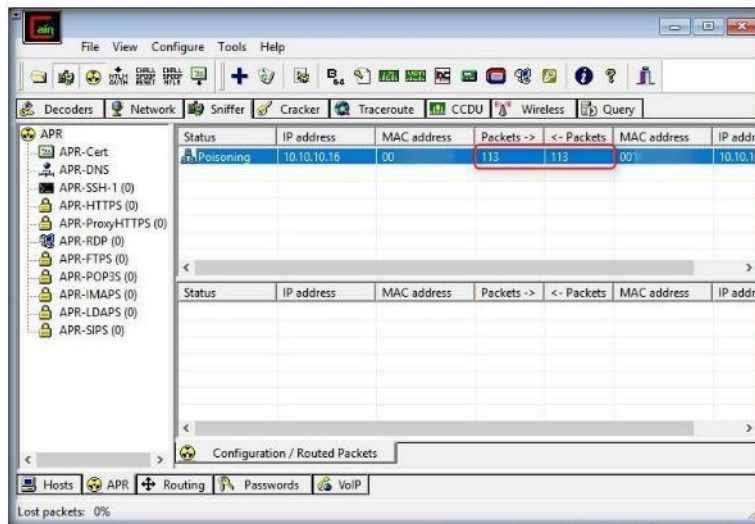 Cain
File View Configure Tools Help
Decoders Network Sniffer Cracker Traceroute CCDU Wireless Query
APR
APR-Cert
APR-DNS
APR-SSH-1 (0)
APR-HTTPS (0)
APR-ProxyHTTPS (0)
APR-RDP (0)
APR-FTPS (0)
APR-POP3S (0)
APR-IMAPS (0)
APR-LDAPS (0)
APR-SIPS (0)
Status IP address MAC address Packets -> <- Packets MAC address IP addr
Poisoning 10.10.10.16 00 113 113 001 10.10.1
Status IP address MAC address Packets -> <- Packets MAC address IP addr
Configuration / Routed Packets
Hosts APR Routing Passwords VoIP
Lost packets: 0%